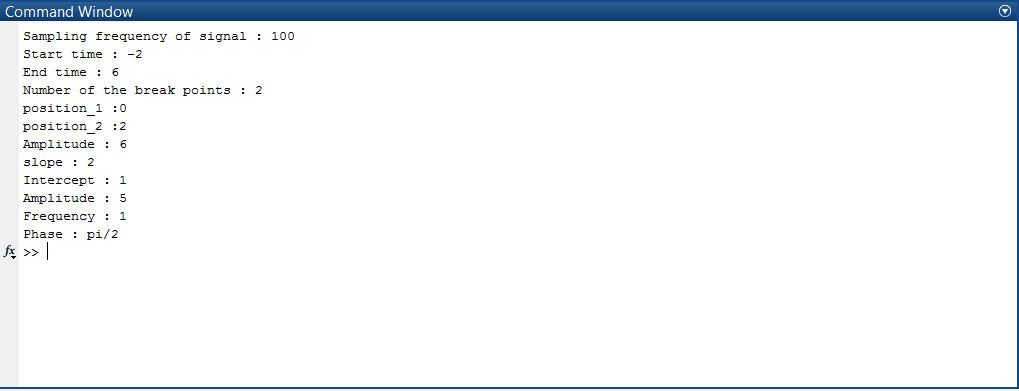 Command Window
Sampling frequency of signal : 100
Start time : -2
End time : 6
Number of the break points : 2
position_1 :0
position_2 :2
Amplitude : 6
slope : 2
Intercept : 1
Amplitude : 5
Frequency : 1
Phase : pi/2
fx >>